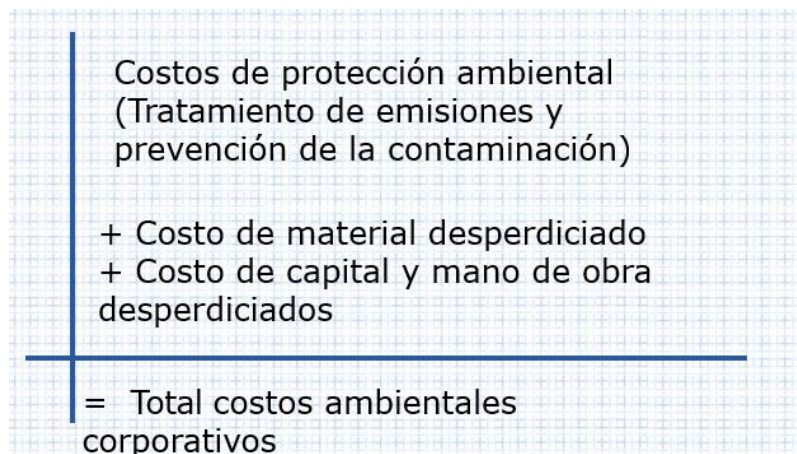 Costos de protección ambiental
(Tratamiento de emisiones y
prevención de la contaminación)
+ Costo de material desperdiciado
+ Costo de capital y mano de obra
desperdiciados
= Total costos ambientales
corporativos